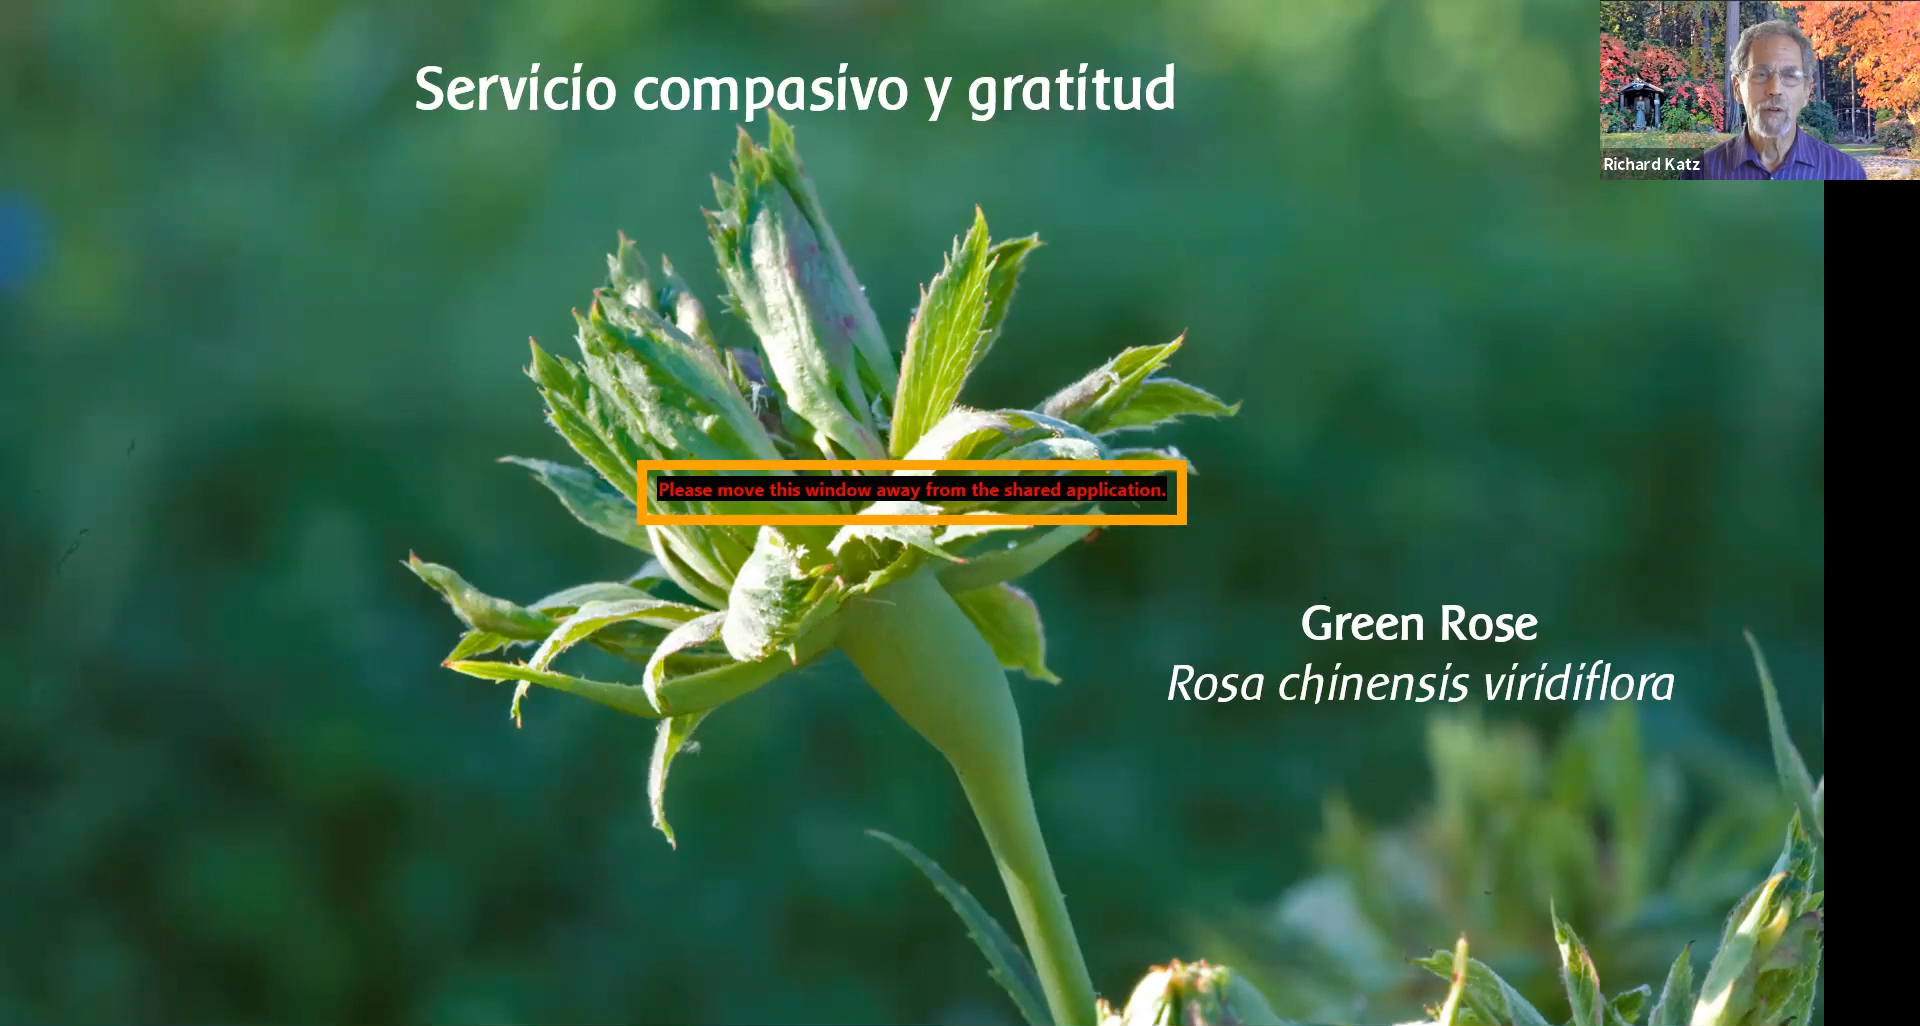 Servicio compasivo y gratitud
Richard Katz
Please move this window away from the shared application.
Green Rose
Rosa chinensis viridiflora